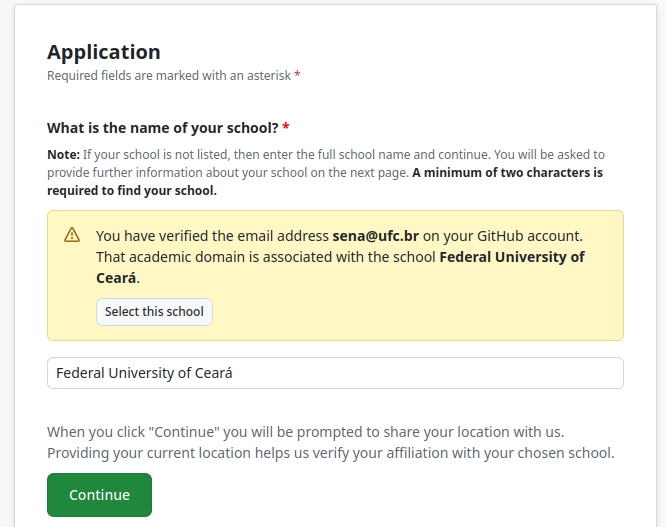 Application
Required fields are marked with an asterisk *
What is the name of your school? *
Note: If your school is not listed, then enter the full school name and continue. You will be asked to
provide further information about your school on the next page. A minimum of two characters is
required to find your school.
You have verified the email address sena@ufc.br on your GitHub account.
That academic domain is associated with the school Federal University of
Ceará.
Select this school
Federal University of Ceará
When you click "Continue" you will be prompted to share your location with us.
Providing your current location helps us verify your affiliation with your chosen school.
Continue